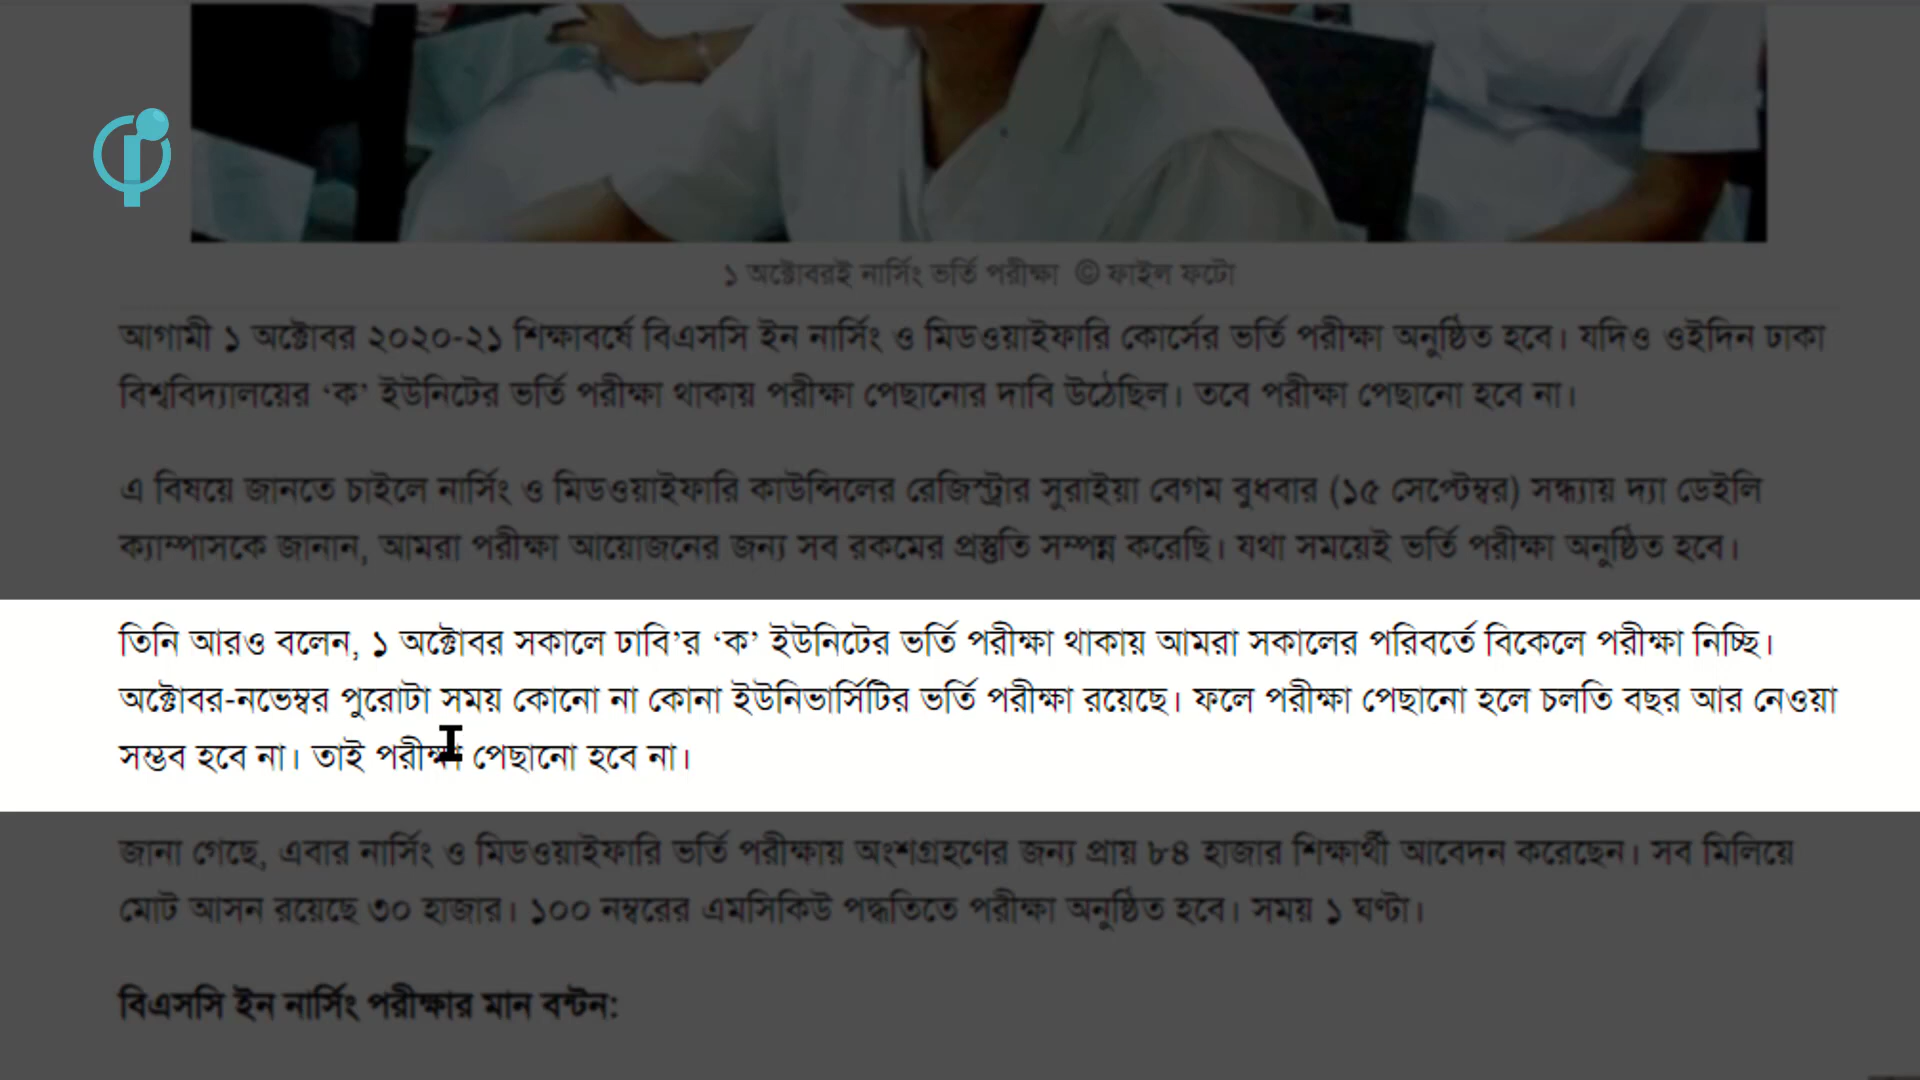 ১ অক্টোবরই নার্সিং ভর্তি পরীক্ষা © ফাইল ফটো
আগামী ১ অক্টোবর ২০২০-২১ শিক্ষাবর্ষে বিএসসি ইন নার্সিং ও মিডওয়াইফারি কোর্সের ভর্তি পরীক্ষা অনুষ্ঠিত হবে। যদিও ওইদিন ঢাকা
বিশ্ববিদ্যালয়ের ‘ক’ ইউনিটের ভর্তি পরীক্ষা থাকায় পরীক্ষা পেছানোর দাবি উঠেছিল। তবে পরীক্ষা পেছানো হবে না।
এ বিষয়ে জানতে চাইলে নার্সিং ও মিডওয়াইফারি কাউন্সিলের রেজিস্ট্রার সুরাইয়া বেগম বুধবার (১৫ সেপ্টেম্বর) সন্ধ্যায় দ্যা ডেইলি
ক্যাম্পাসকে জানান, আমরা পরীক্ষা আয়োজনের জন্য সব রকমের প্রস্তুতি সম্পন্ন করেছি। যথা সময়েই ভর্তি পরীক্ষা অনুষ্ঠিত হবে।
তিনি আরও বলেন, ১ অক্টোবর সকালে ঢাবি’র ‘ক’ ইউনিটের ভর্তি পরীক্ষা থাকায় আমরা সকালের পরিবর্তে বিকেলে পরীক্ষা নিচ্ছি।
অক্টোবর-নভেম্বর পুরোটা সময় কোনো না কোনা ইউনিভার্সিটির ভর্তি পরীক্ষা রয়েছে। ফলে পরীক্ষা পেছানো হলে চলতি বছর আর নেওয়া
সম্ভব হবে না। তাই পরীক্ষা পেছানো হবে না।
জানা গেছে, এবার নার্সিং ও মিডওয়াইফারি ভর্তি পরীক্ষায় অংশগ্রহণের জন্য প্রায় ৮৪ হাজার শিক্ষার্থী আবেদন করেছেন। সব মিলিয়ে
মোট আসন রয়েছে ৩০ হাজার। ১০০ নম্বরের এমসিকিউ পদ্ধতিতে পরীক্ষা অনুষ্ঠিত হবে। সময় ১ ঘণ্টা।
বিএসসি ইন নার্সিং পরীক্ষার মান বন্টন: